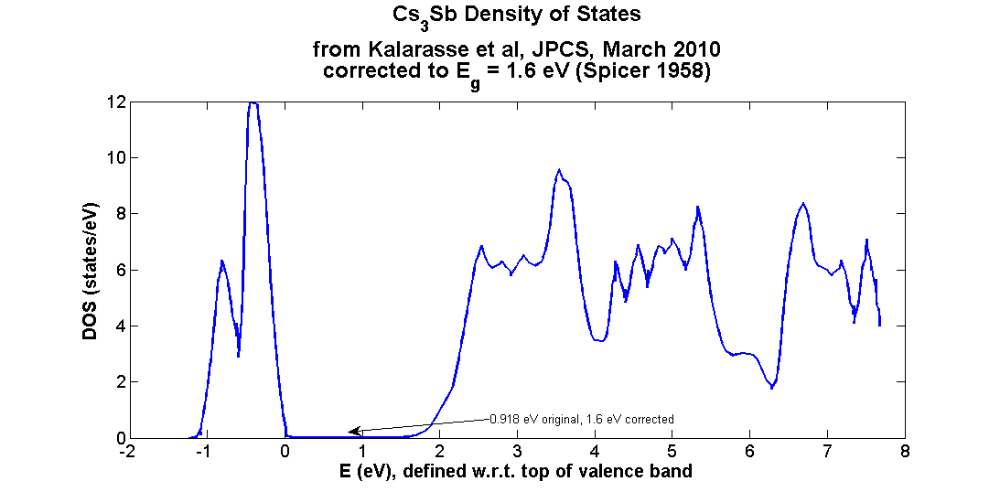 Cs3Sb Density of States
from Kalarasse et al, JPCS, March 2010
corrected to Eg = 1.6 eV (Spicer 1958)
12
10
8
6
4
2
0
DOS (states/eV)
0.918 eV original, 1.6 eV corrected
-2 -1 0 1 2 3 4 5 6 7 8
E (eV), defined w.r.t. top of valence band